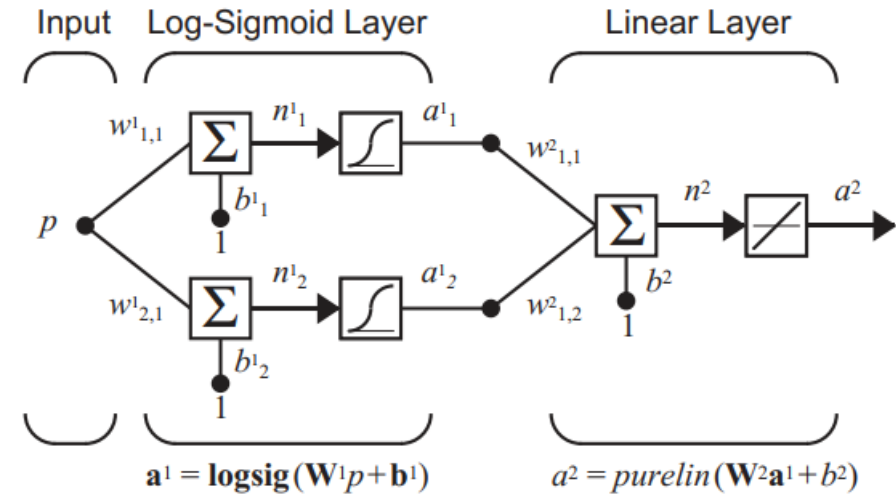 Input Log-Sigmoid Layer Linear Layer
w¹₁,₁ Σ n¹₁ a¹₁ w²₁,₁
b¹₁
1
p Σ n² a²
b²
1
w¹₂,₁ Σ n¹₂ a¹₂ w²₁,₂
b¹₂
1
a¹ = logsig(W¹p+b¹) a² = purelin(W²a¹+b²)